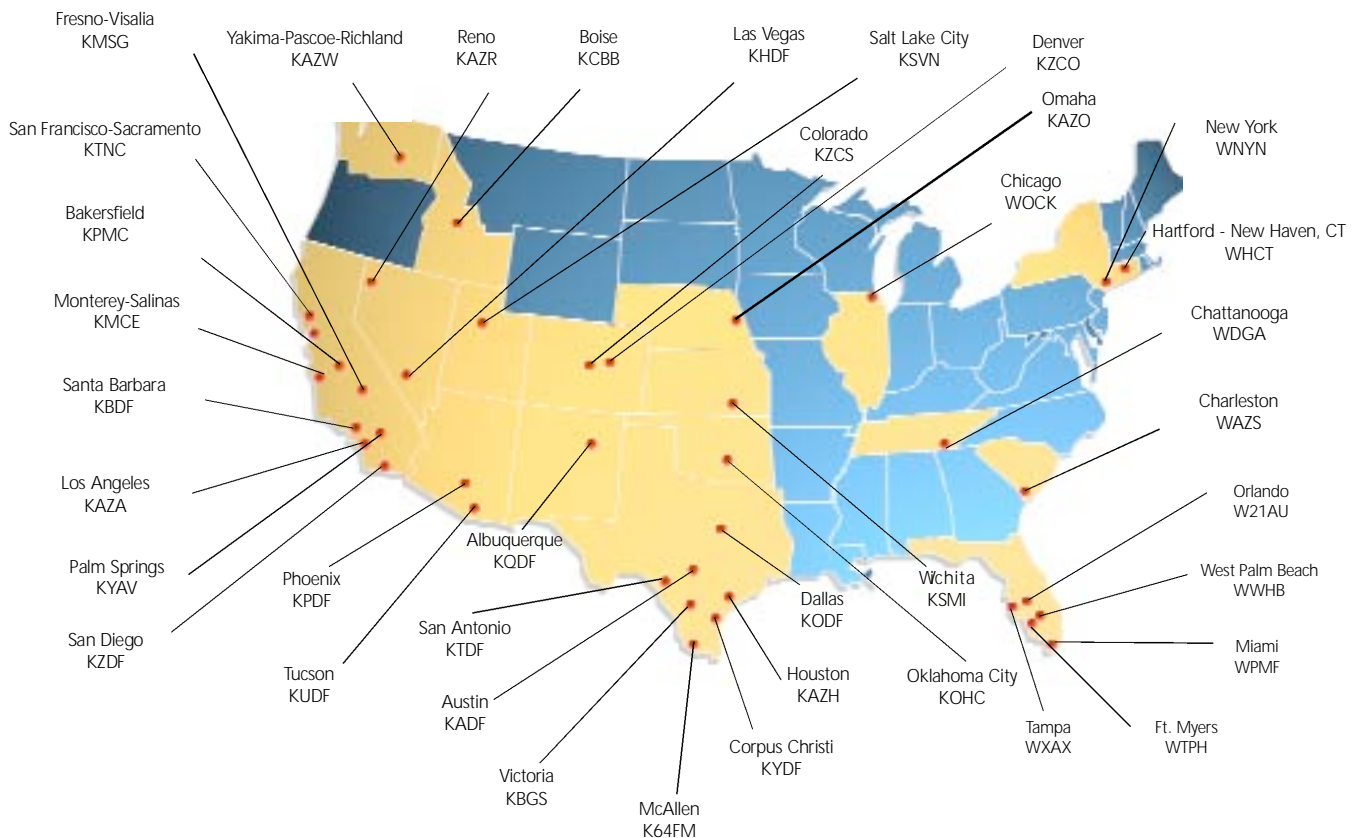 Fresno-Visalia
KMSG
Yakima-Pascoe-Richland
KAZW
Reno
KAZR
Boise
KCBB
Las Vegas
KHDF
Salt Lake City
KSVN
Denver
KZCO
Omaha
KAZO
San Francisco-Sacramento
KTNC
Colorado
KZCS
New York
WNYN
Chicago
WOCK
Bakersfield
KPMC
Hartford - New Haven, CT
WHCT
Monterey-Salinas
KMCE
Chattanooga
WDGA
Santa Barbara
KBDF
Charleston
WAZS
Los Angeles
KAZA
Orlando
W21AU
Albuquerque
KQDF
Palm Springs
KYAV
Phoenix
KPDF
Wichita
KSMI
West Palm Beach
WWHB
Dallas
KODF
San Diego
KZDF
San Antonio
KTDF
Miami
WPMF
Tucson
KUDF
Houston
KAZH
Oklahoma City
KOHC
Austin
KADF
Tampa
WXAX
Ft. Myers
WTPH
Corpus Christi
KYDF
Victoria
KBGS
McAllen
K64FM